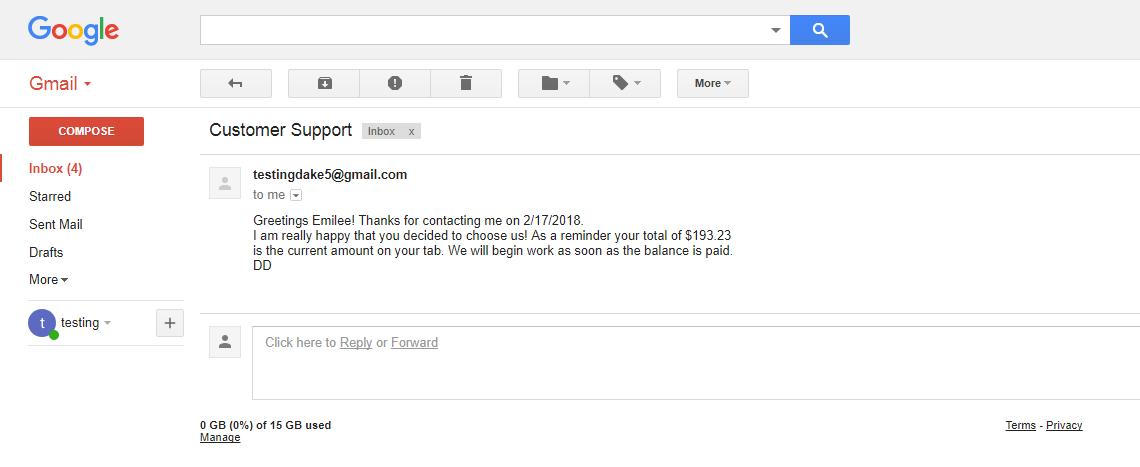 Google
Gmail
More
COMPOSE
Customer Support Inbox x
Inbox (4)
Starred
Sent Mail
Drafts
More
t testing +
testingdake5@gmail.com
to me
Greetings Emilee! Thanks for contacting me on 2/17/2018.
I am really happy that you decided to choose us! As a reminder your total of $193.23
is the current amount on your tab. We will begin work as soon as the balance is paid.
DD
Click here to Reply or Forward
0 GB (0%) of 15 GB used
Manage
Terms - Privacy